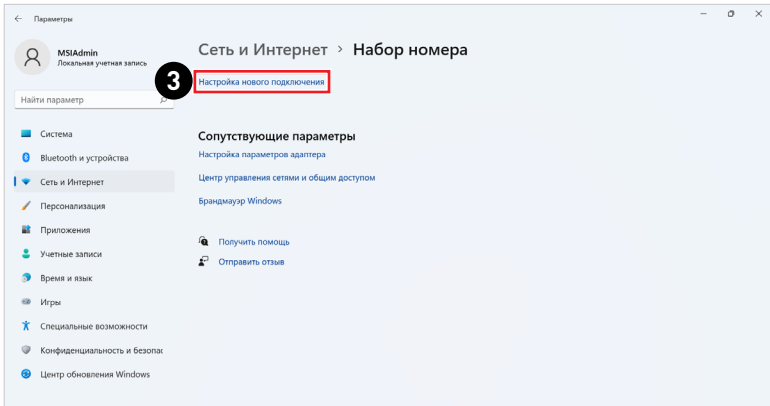 Параметры
MSIAdmin
Локальная учетная запись
Найти параметр
Система
Bluetooth и устройства
Сеть и Интернет
Персонализация
Приложения
Учетные записи
Время и язык
Игры
Специальные возможности
Конфиденциальность и безопас
Центр обновления Windows
Сеть и Интернет > Набор номера
3
Настройка нового подключения
Сопутствующие параметры
Настройка параметров адаптера
Центр управления сетями и общим доступом
Брандмауэр Windows
Получить помощь
Отправить отзыв